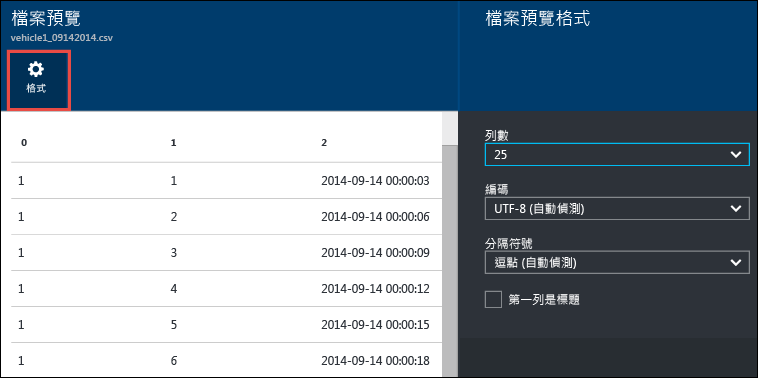 檔案預覽
vehicle1_09142014.csv
格式
0 1 2
1 1 2014-09-14 00:00:03
1 2 2014-09-14 00:00:06
1 3 2014-09-14 00:00:09
1 4 2014-09-14 00:00:12
1 5 2014-09-14 00:00:15
1 6 2014-09-14 00:00:18
檔案預覽格式
列數
25
編碼
UTF-8 (自動偵測)
分隔符號
逗點 (自動偵測)
第一列是標題